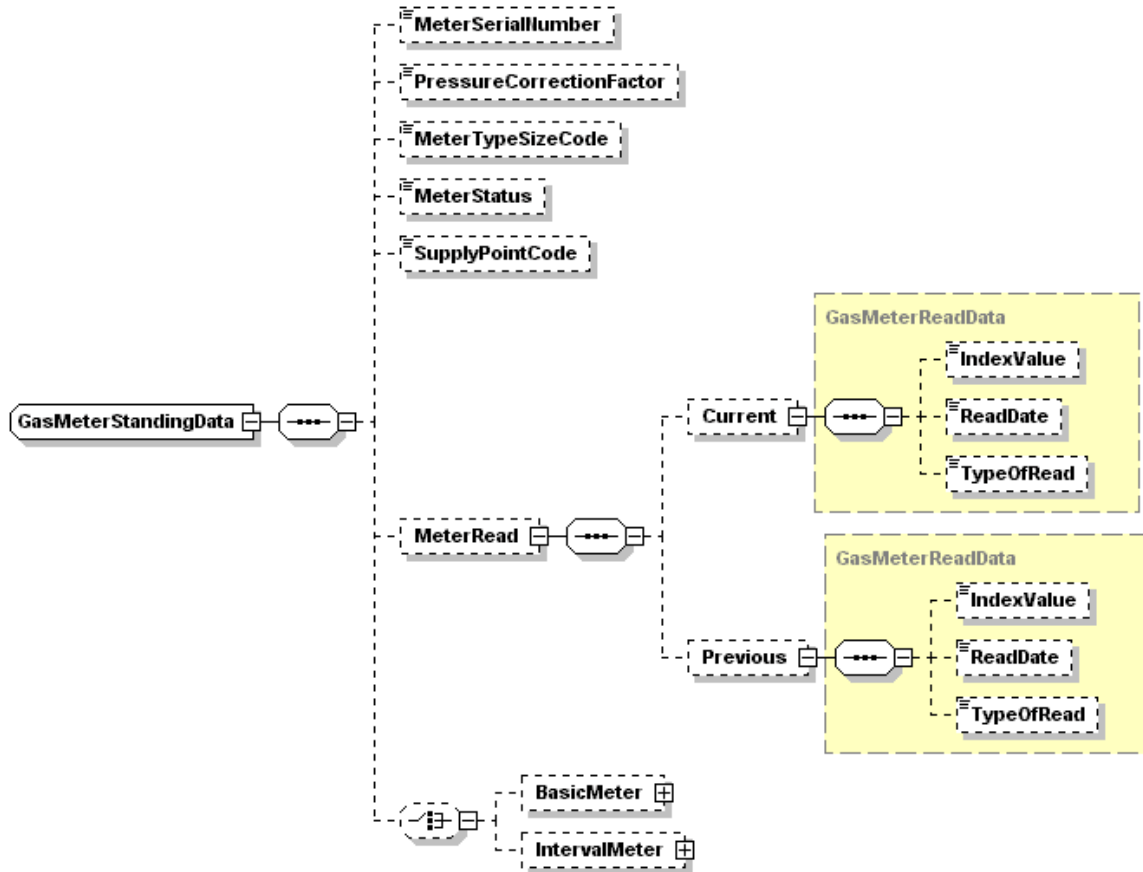 MeterSerialNumber
PressureCorrectionFactor
MeterTypeSizeCode
MeterStatus
SupplyPointCode
GasMeterReadData
IndexValue
GasMeterStandingData
Current
ReadDate
TypeOfRead
MeterRead
GasMeterReadData
IndexValue
Previous
ReadDate
TypeOfRead
BasicMeter
IntervalMeter